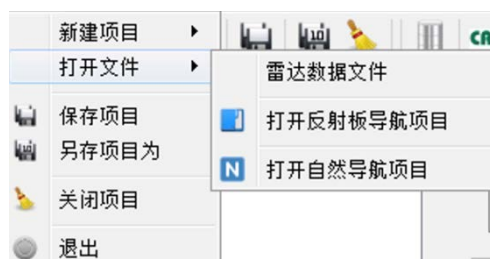 新建项目
打开文件
保存项目
另存项目为
关闭项目
退出
雷达数据文件
打开反射板导航项目
打开自然导航项目
N